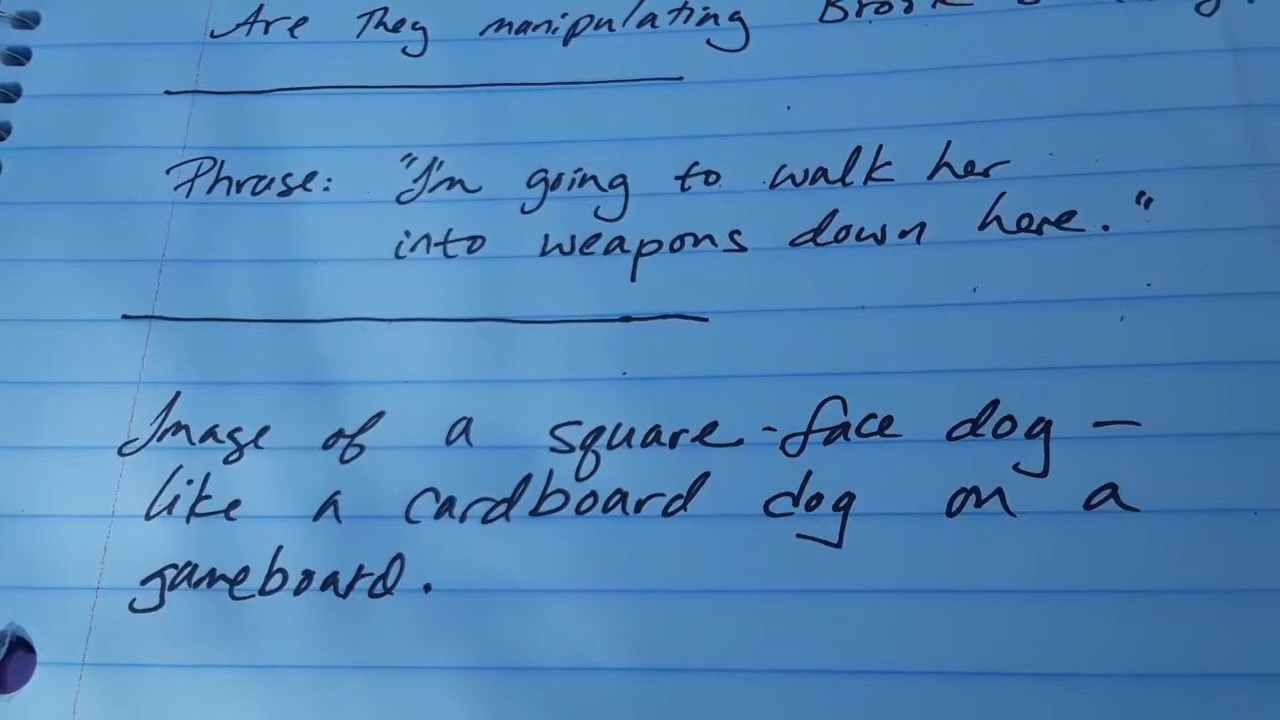 Are They manipulating
Phrase: "I'm going to walk her
into weapons down here."
Image of a square-face dog —
like a cardboard dog on a
gameboard.